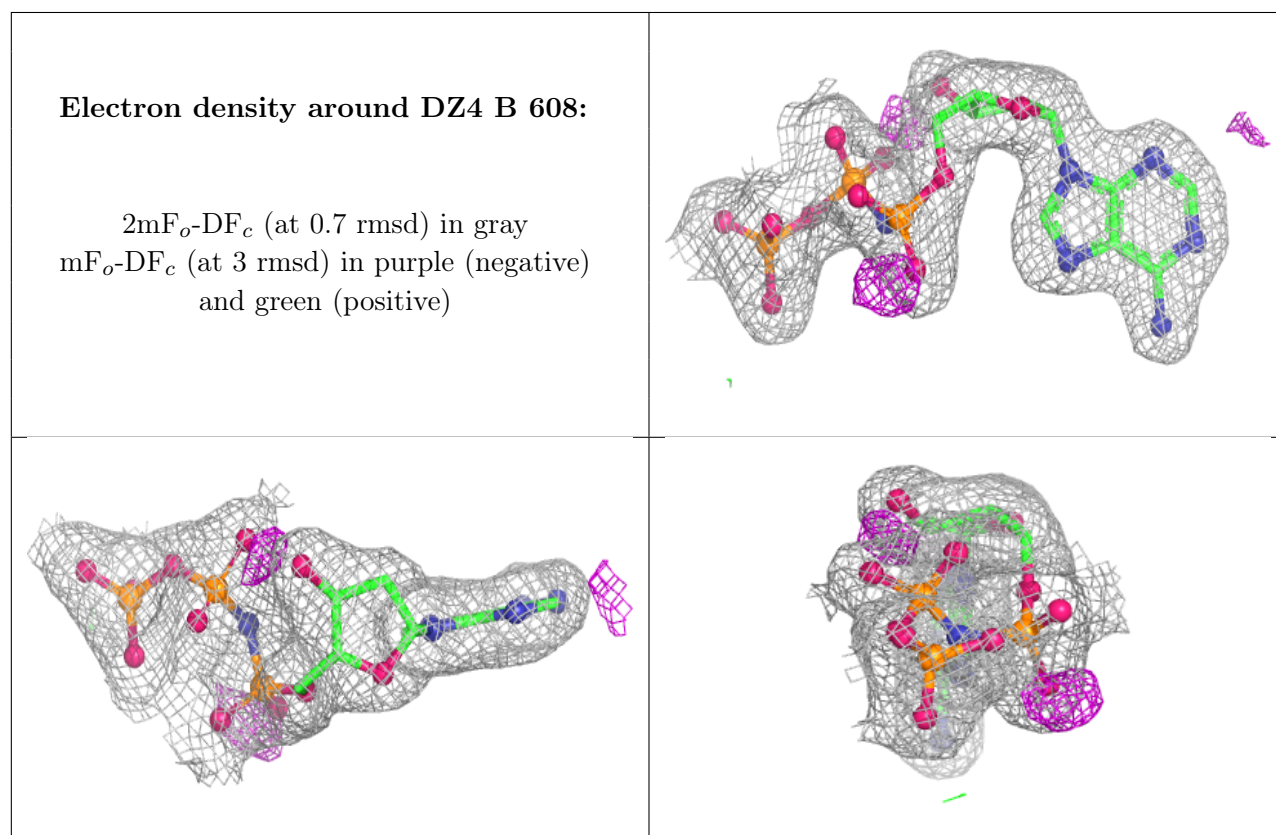 Electron density around DZ4 B 608:
2mFₒ-DF𝒸 (at 0.7 rmsd) in gray
mFₒ-DF𝒸 (at 3 rmsd) in purple (negative)
and green (positive)